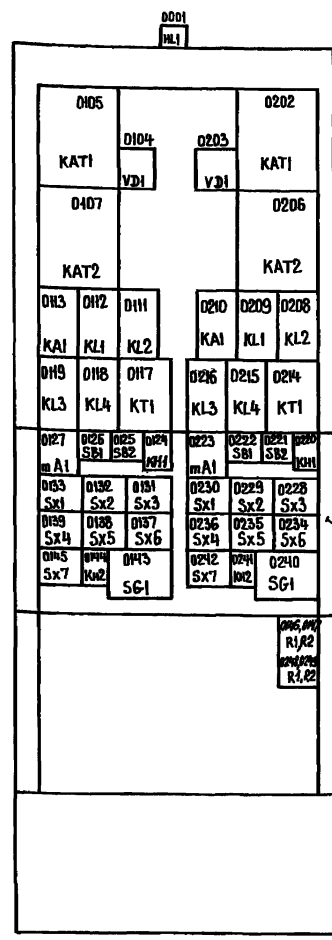 0001
HL1
0105 0202
0104 0203
KAT1 VD1 VD1 KAT1
0107 0206
KAT2 KAT2
0113 0112 0111 0210 0209 0208
KA1 KL1 KL2 KA1 KL1 KL2
0119 0118 0117 0216 0215 0214
KL3 KL4 KT1 KL3 KL4 KT1
0127 0126 0125 0124 0223 0222 0221 0220
mA1 SB1 SB2 KH1 mA1 SB1 SB2 KH1
0133 0132 0131 0230 0229 0228
Sx1 Sx2 Sx3 Sx1 Sx2 Sx3
0139 0138 0137 0236 0235 0234
Sx4 Sx5 Sx6 Sx4 Sx5 Sx6
0145 0144 0143 0242 0241 0240
Sx7 KH2 SG1 Sx7 KH2 SG1
R1,R2
R1,R2